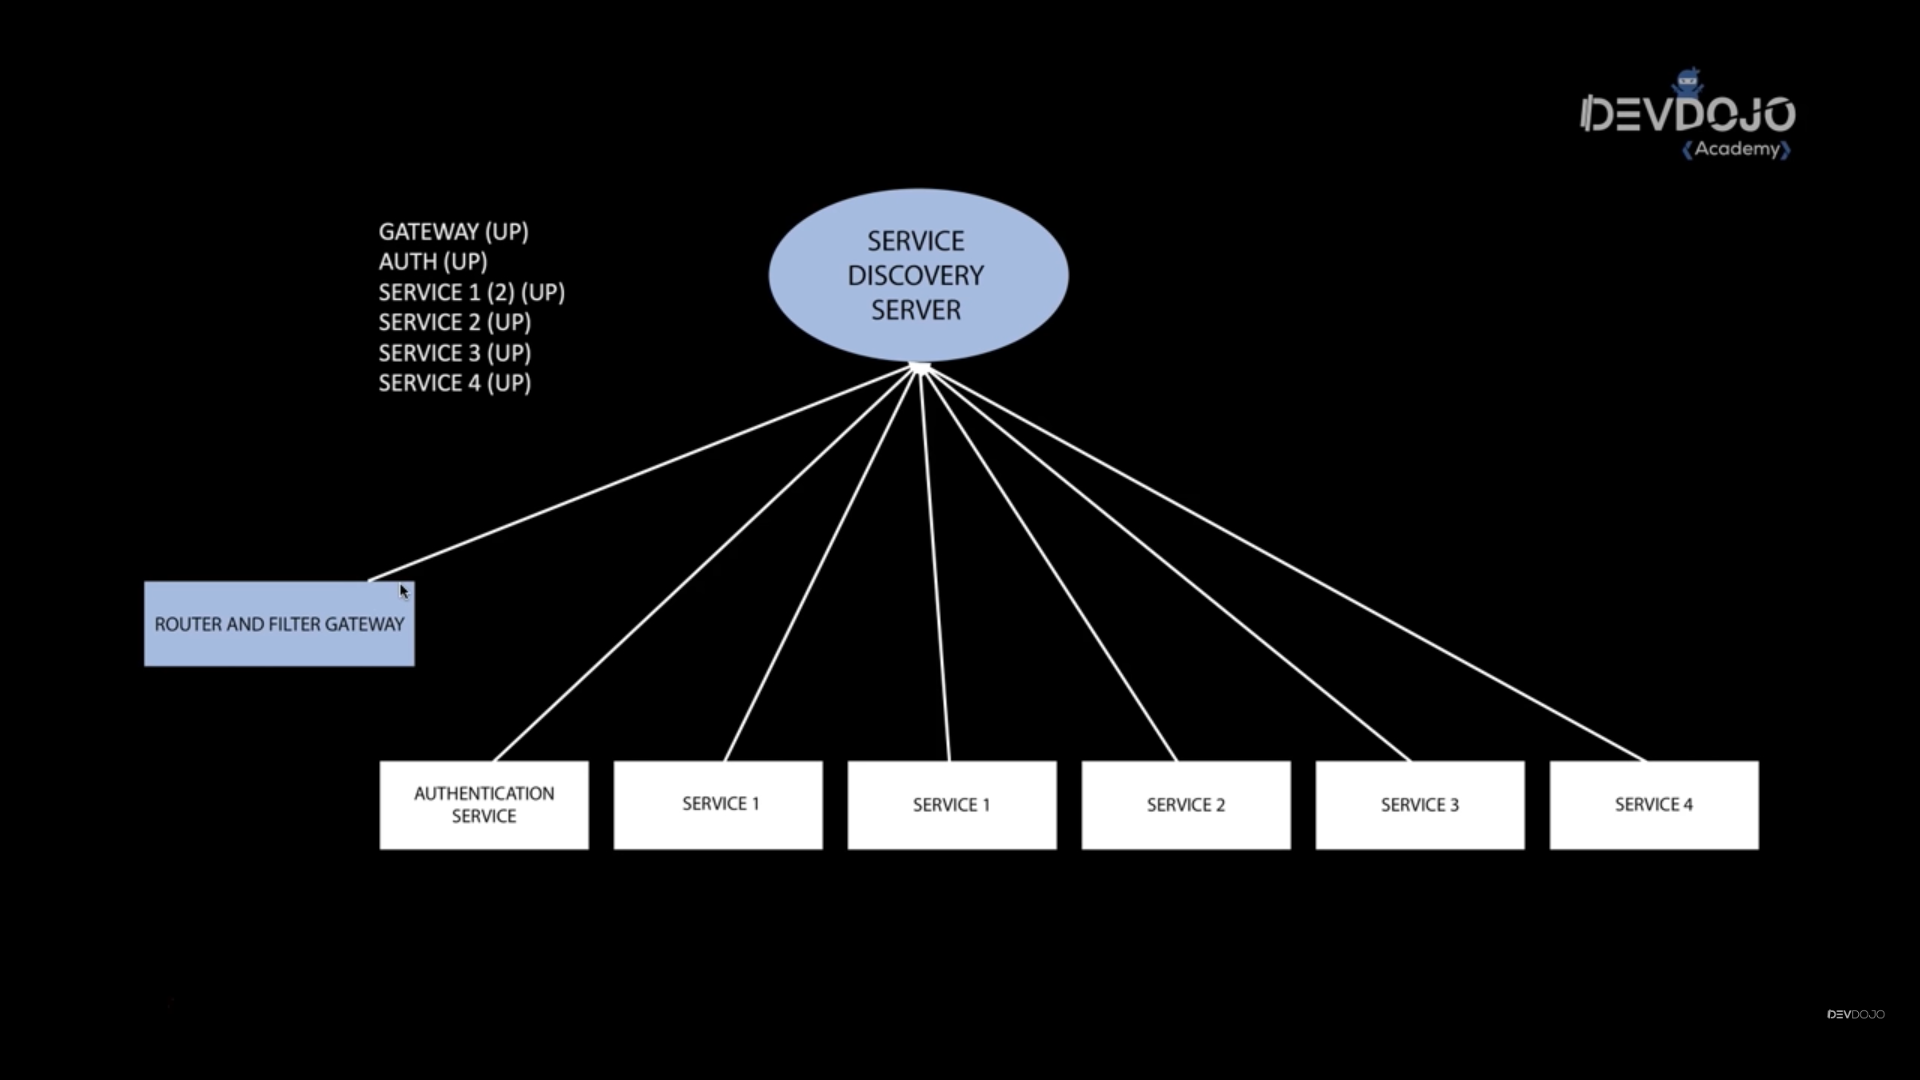 DEVDOJO
Academy
GATEWAY (UP)
AUTH (UP)
SERVICE 1 (2) (UP)
SERVICE 2 (UP)
SERVICE 3 (UP)
SERVICE 4 (UP)
SERVICE
DISCOVERY
SERVER
ROUTER AND FILTER GATEWAY
AUTHENTICATION
SERVICE
SERVICE 1
SERVICE 1
SERVICE 2
SERVICE 3
SERVICE 4
DEVDOJO